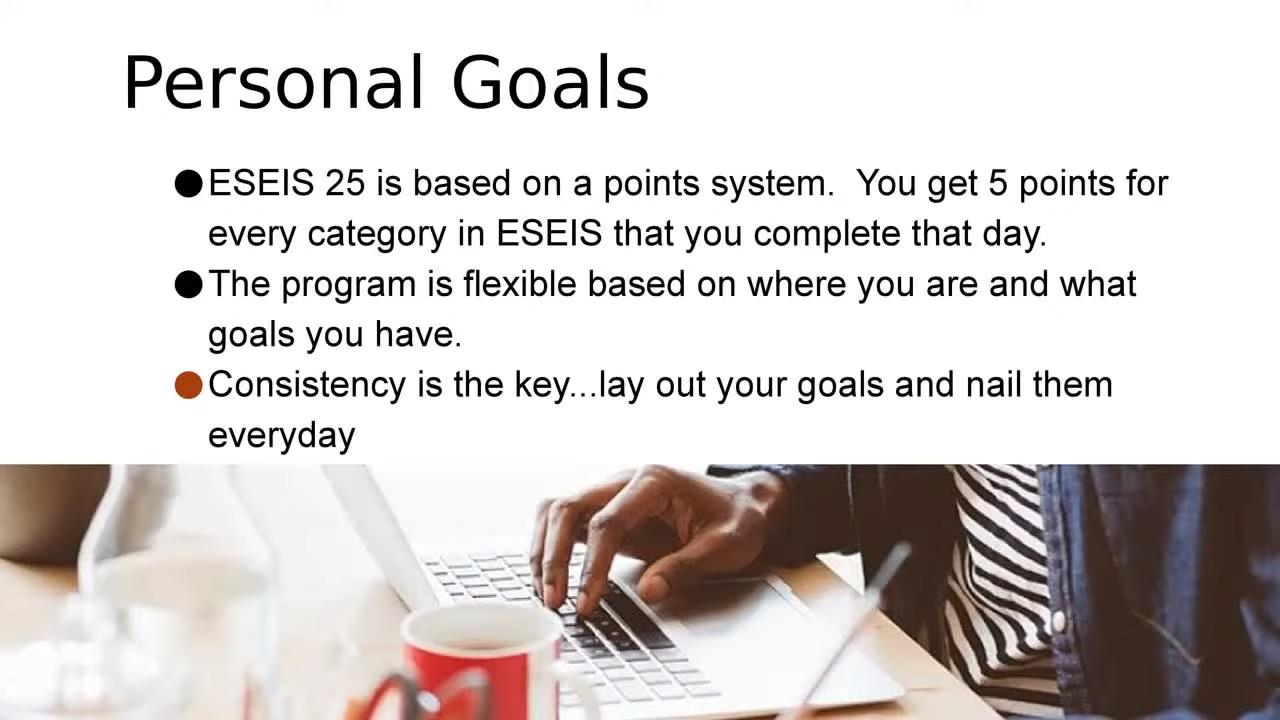 Personal Goals
ESEIS 25 is based on a points system.  You get 5 points for
every category in ESEIS that you complete that day.
The program is flexible based on where you are and what
goals you have.
Consistency is the key...lay out your goals and nail them
everyday